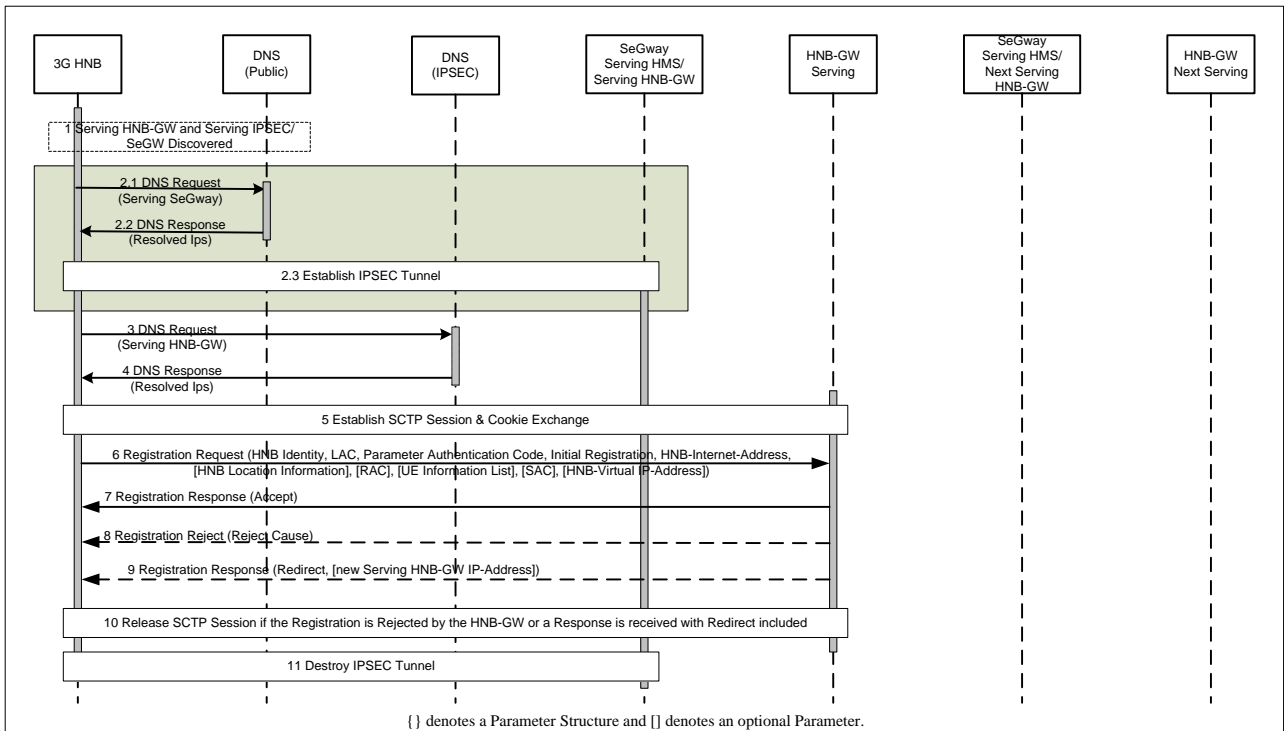 3G HNB
DNS
(Public)
DNS
(IPSEC)
SeGway
Serving HMS/
Serving HNB-GW
HNB-GW
Serving
SeGway
Serving HMS/
Next Serving
HNB-GW
HNB-GW
Next Serving
1 Serving HNB-GW and Serving IPSEC/
SeGW Discovered
2.1 DNS Request
(Serving SeGway)
2.2 DNS Response
(Resolved Ips)
2.3 Establish IPSEC Tunnel
3 DNS Request
(Serving HNB-GW)
4 DNS Response
(Resolved Ips)
5 Establish SCTP Session & Cookie Exchange
6 Registration Request (HNB Identity, LAC, Parameter Authentication Code, Initial Registration, HNB-Internet-Address,
[HNB Location Information], [RAC], [UE Information List], [SAC], [HNB-Virtual IP-Address])
7 Registration Response (Accept)
8 Registration Reject (Reject Cause)
9 Registration Response (Redirect, [new Serving HNB-GW IP-Address])
10 Release SCTP Session if the Registration is Rejected by the HNB-GW or a Response is received with Redirect included
11 Destroy IPSEC Tunnel
{} denotes a Parameter Structure and [] denotes an optional Parameter.